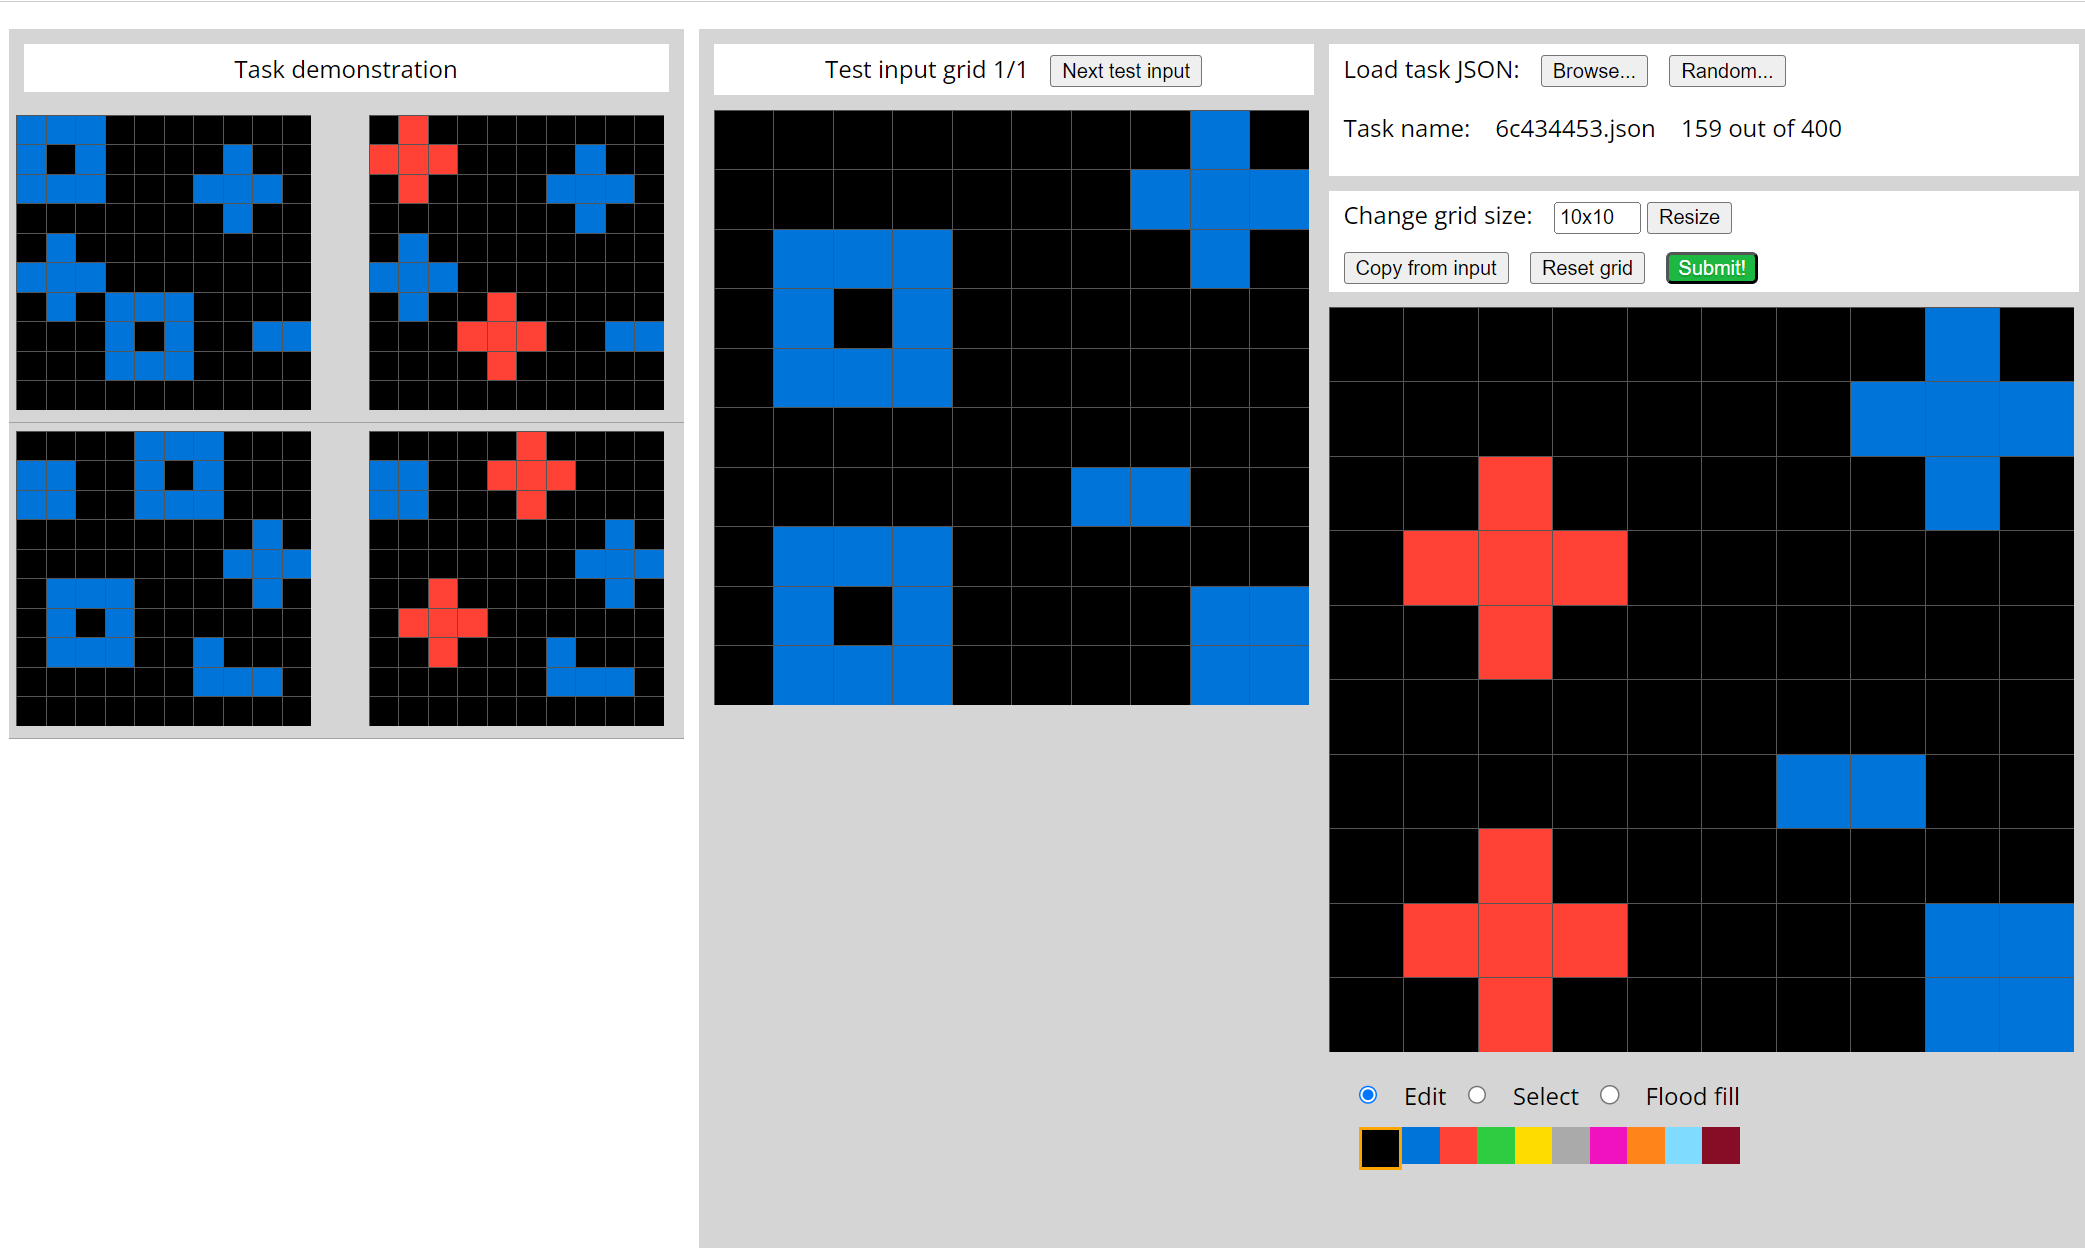 Task demonstration
Test input grid 1/1 Next test input
Load task JSON: Browse... Random...
Task name: 6c434453.json 159 out of 400
Change grid size: 10x10 Resize
Copy from input Reset grid Submit!
Edit Select Flood fill